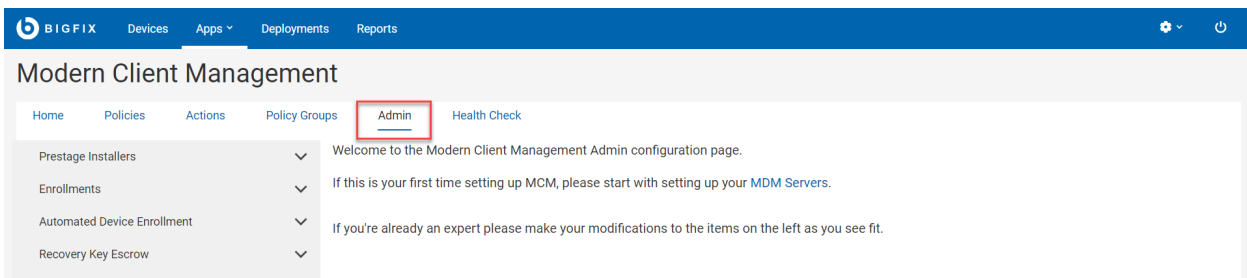 BIGFIX Devices Apps Deployments Reports
Modern Client Management
Home Policies Actions Policy Groups Admin Health Check
Prestage Installers
Enrollments
Automated Device Enrollment
Recovery Key Escrow
Welcome to the Modern Client Management Admin configuration page.
If this is your first time setting up MCM, please start with setting up your MDM Servers.
If you're already an expert please make your modifications to the items on the left as you see fit.